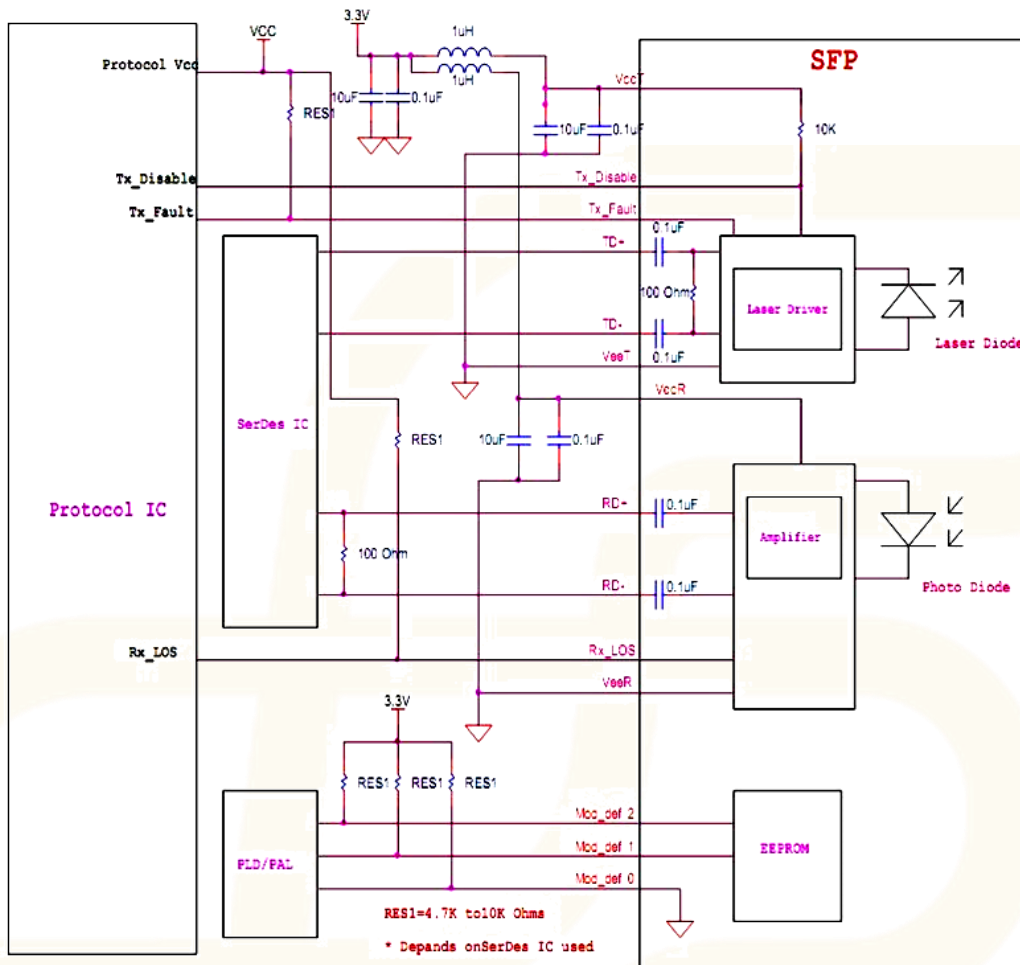 3.3V
VCC
1uH
1uH
SFP
Protocol Vcc
VccT
10uF
0.1uF
RES1
10uF
0.1uF
10K
Tx_Disable
Tx_Disable
Tx_Fault
Tx_Fault
0.1uF
TD+
100 Ohm
Laser Driver
TD-
0.1uF
Laser Diode
VeeT
VccR
SerDes IC
RES1
10uF
0.1uF
RD+
0.1uF
Protocol IC
Amplifier
100 Ohm
RD-
0.1uF
Photo Diode
Rx_LOS
Rx_LOS
VeeR
3.3V
RES1
RES1
RES1
Mod_def 2
Mod_def 1
PLD/PAL
EEPROM
Mod_def 0
RES1=4.7K to10K Ohms
* Depands onSerDes IC used